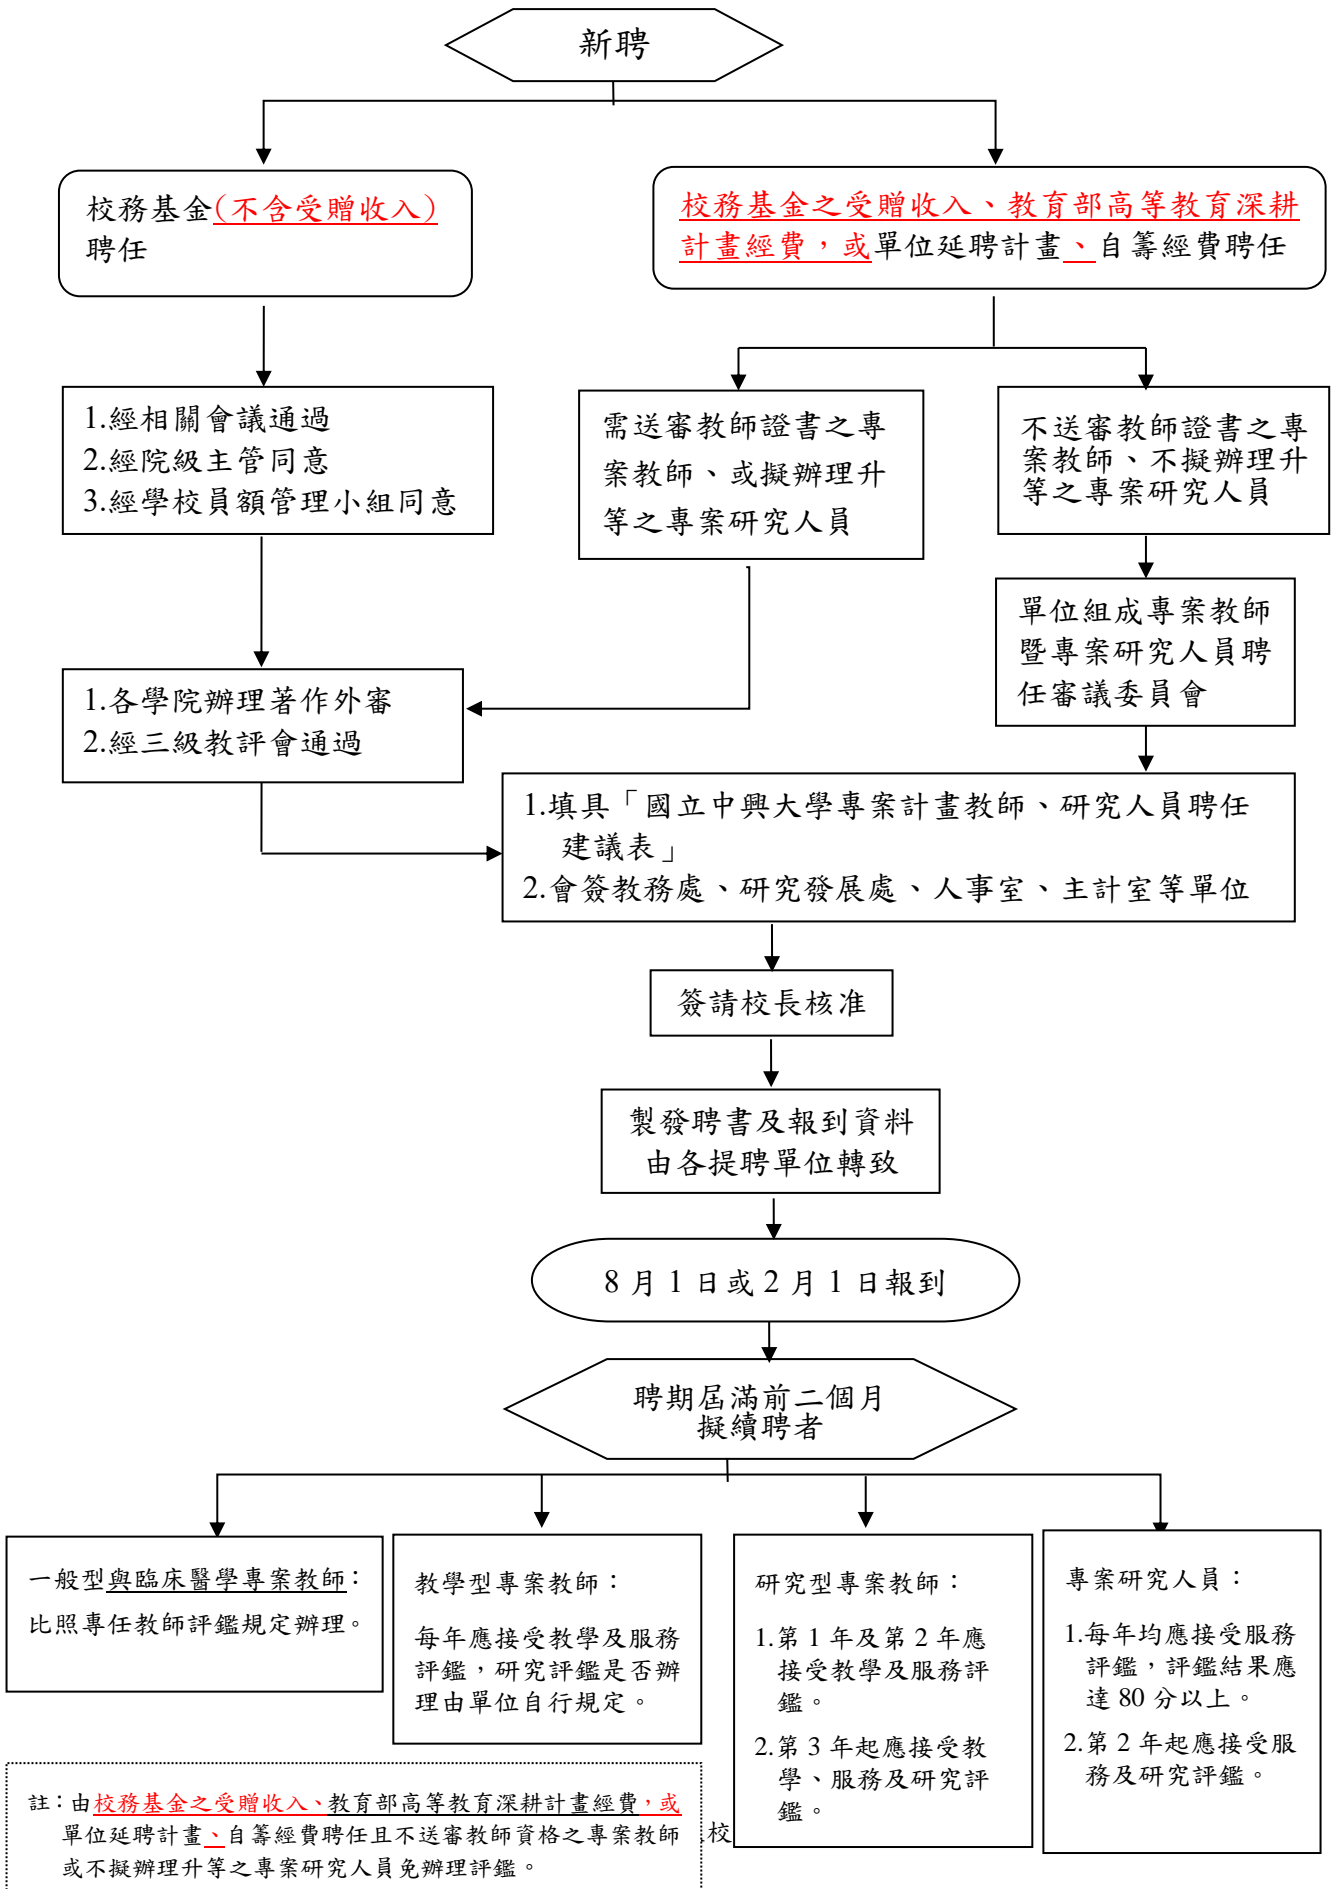 新聘
校務基金(不含受贈收入)
聘任
校務基金之受贈收入、教育部高等教育深耕
計畫經費，或單位延聘計畫、自籌經費聘任
1.經相關會議通過
2.經院級主管同意
3.經學校員額管理小組同意
需送審教師證書之專
案教師、或擬辦理升
等之專案研究人員
不送審教師證書之專
案教師、不擬辦理升
等之專案研究人員
單位組成專案教師
暨專案研究人員聘
任審議委員會
1.各學院辦理著作外審
2.經三級教評會通過
1.填具「國立中興大學專案計畫教師、研究人員聘任
建議表」
2.會簽教務處、研究發展處、人事室、主計室等單位
簽請校長核准
製發聘書及報到資料
由各提聘單位轉致
8 月 1 日或 2 月 1 日報到
聘期屆滿前二個月
擬續聘者
一般型與臨床醫學專案教師：
比照專任教師評鑑規定辦理。
教學型專案教師：
每年應接受教學及服務
評鑑，研究評鑑是否辦
理由單位自行規定。
研究型專案教師：
1.第 1 年及第 2 年應
接受教學及服務評
鑑。
2.第 3 年起應接受教
學、服務及研究評
鑑。
專案研究人員：
1.每年均應接受服務
評鑑，評鑑結果應
達 80 分以上。
2.第 2 年起應接受服
務及研究評鑑。
註：由校務基金之受贈收入、教育部高等教育深耕計畫經費，或
單位延聘計畫、自籌經費聘任且不送審教師資格之專案教師
或不擬辦理升等之專案研究人員免辦理評鑑。
校